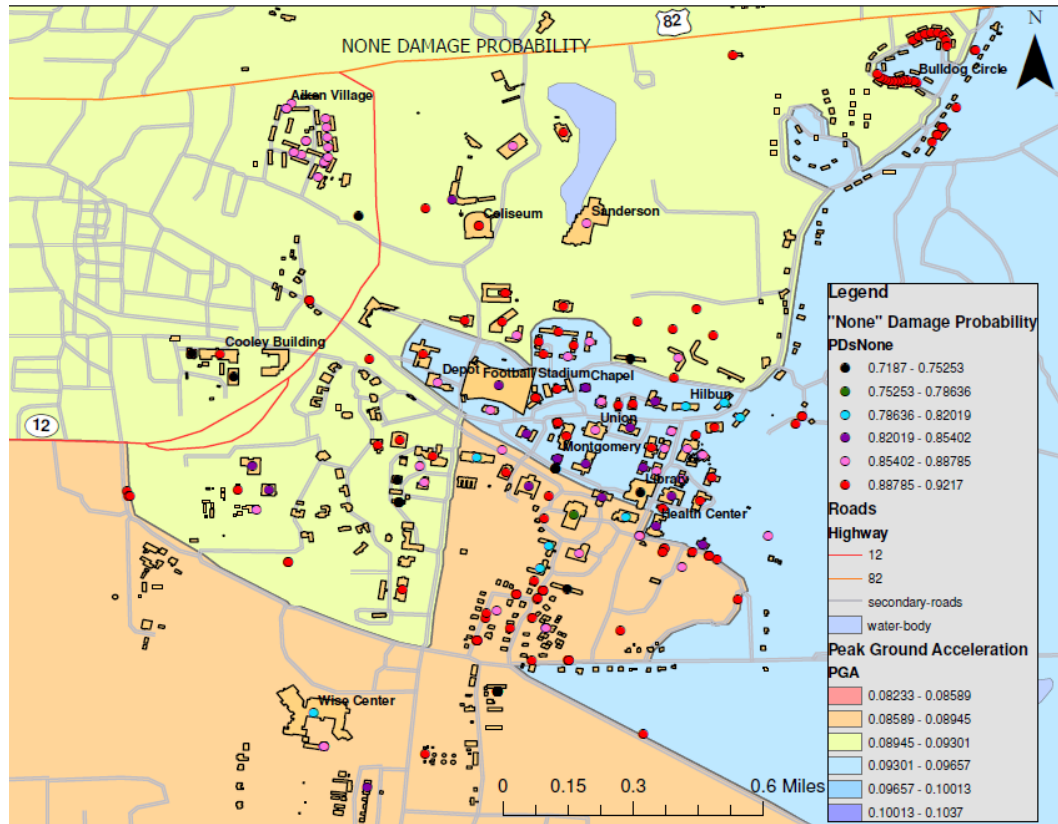 82
N
NONE DAMAGE PROBABILITY
Bulldog Circle
Aiken Village
Coliseum
Sanderson
Cooley Building
Depot
Football Stadium
Chapel
Hilbun
Union
12
Montgomery
Library
Health Center
Wise Center
Legend
"None" Damage Probability
PDsNone
0.7187 - 0.75253
0.75253 - 0.78636
0.78636 - 0.82019
0.82019 - 0.85402
0.85402 - 0.88785
0.88785 - 0.9217
Roads
Highway
12
82
secondary-roads
water-body
Peak Ground Acceleration
PGA
0.08233 - 0.08589
0.08589 - 0.08945
0.08945 - 0.09301
0.09301 - 0.09657
0.09657 - 0.10013
0.10013 - 0.1037
0 0.15 0.3 0.6 Miles